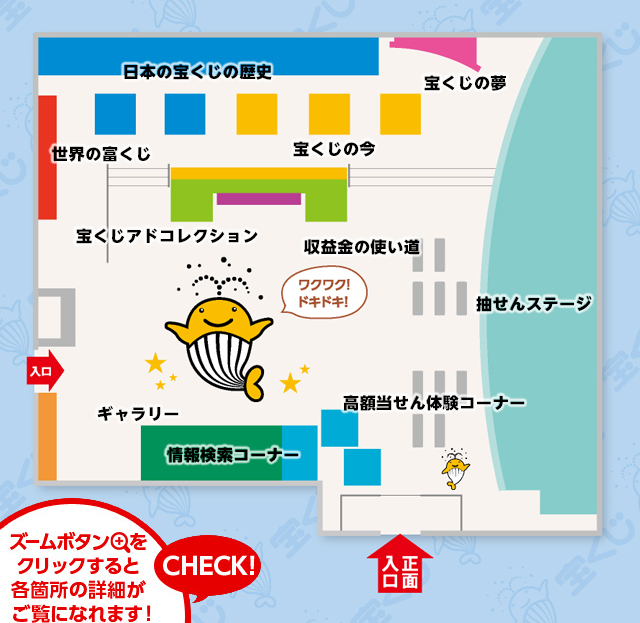 日本の宝くじの歴史
宝くじの夢
世界の富くじ
宝くじの今
宝くじアドコレクション
収益金の使い道
ワクワク!
ドキドキ!
抽せんステージ
入口
ギャラリー
高額当せん体験コーナー
情報検索コーナー
正面
入口
ズームボタンを
クリックすると
各箇所の詳細が
ご覧になれます!
CHECK!